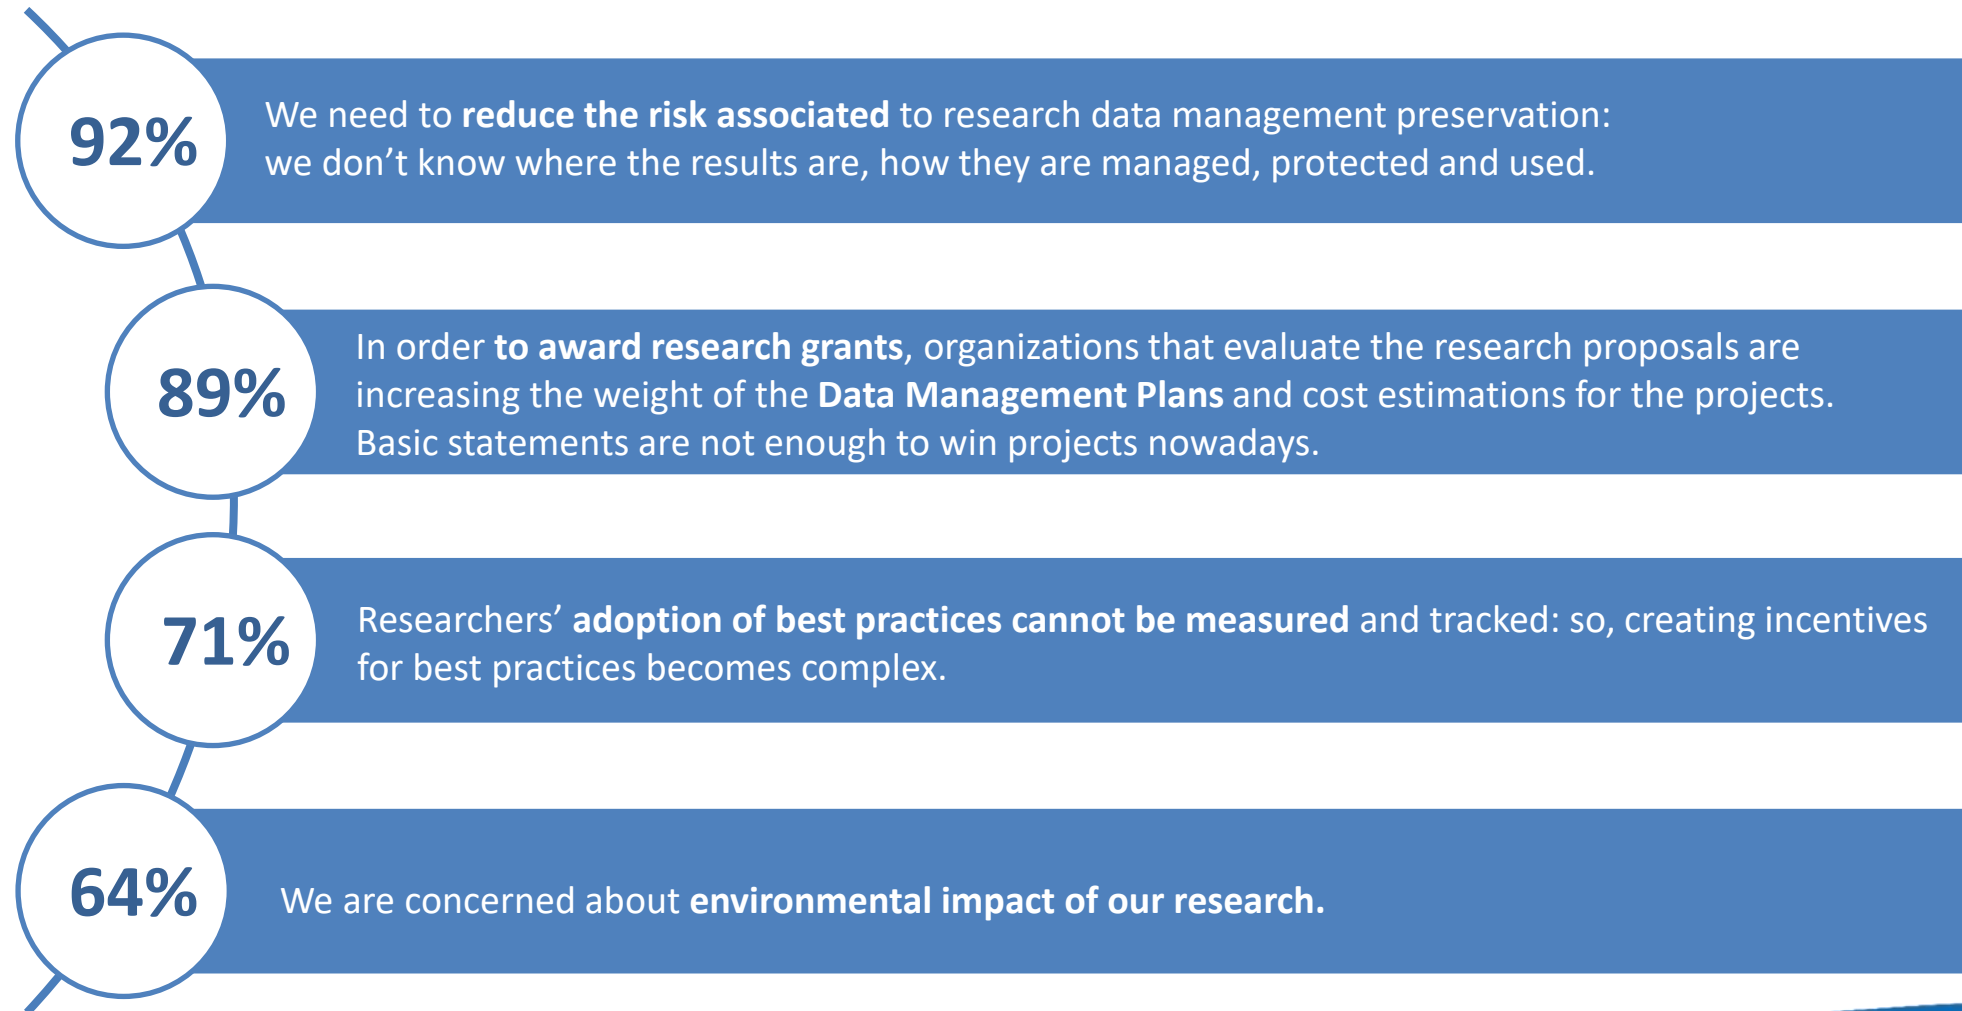 92%
We need to reduce the risk associated to research data management preservation:
we don’t know where the results are, how they are managed, protected and used.
89%
In order to award research grants, organizations that evaluate the research proposals are
increasing the weight of the Data Management Plans and cost estimations for the projects.
Basic statements are not enough to win projects nowadays.
71%
Researchers’ adoption of best practices cannot be measured and tracked: so, creating incentives
for best practices becomes complex.
64%
We are concerned about environmental impact of our research.